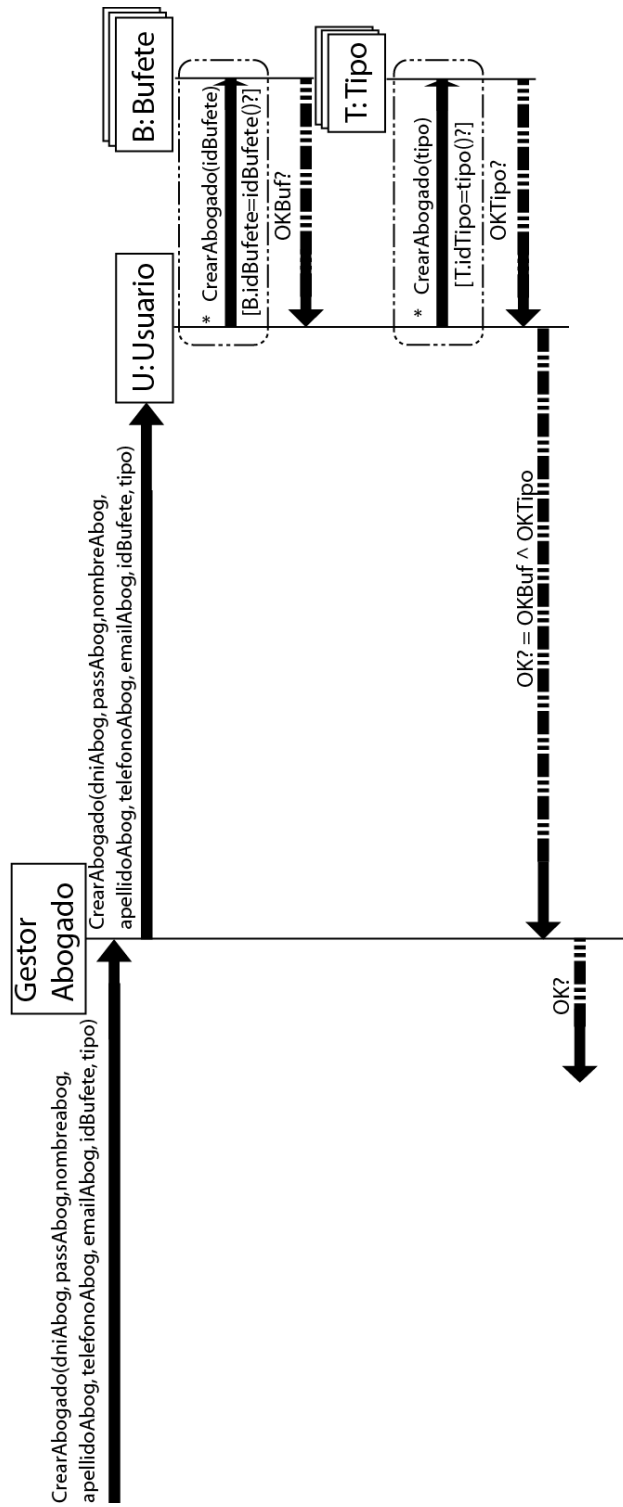 CrearAbogado(dniAbog, passAbog,nombreabog,
apellidoAbog, telefonoAbog, emailAbog, idBufete, tipo)
Gestor
Abogado
CrearAbogado(dniAbog, passAbog,nombreAbog,
apellidoAbog, telefonoAbog, emailAbog, idBufete, tipo)
U: Usuario
B: Bufete
* CrearAbogado(idBufete)
[B.idBufete=idBufete()?]
OKBuf?
T: Tipo
* CrearAbogado(tipo)
[T.idTipo=tipo()?]
OKTipo?
OK? = OKBuf ^ OKTipo
OK?